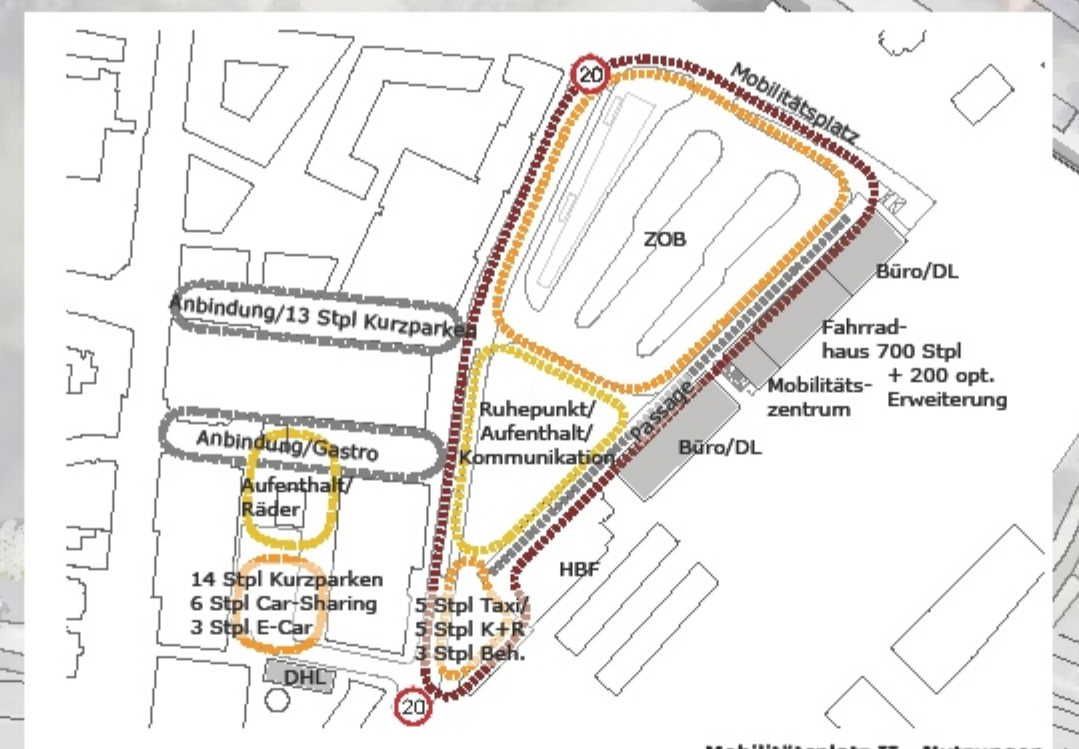 20
Mobilitätsplatz
ZOB
Büro/DL
Anbindung/13 Stpl Kurzparken
Fahrrad-
haus 700 Stpl
+ 200 opt.
Erweiterung
Mobilitäts-
zentrum
Passage
Büro/DL
Ruhepunkt/
Aufenthalt/
Kommunikation
Anbindung/Gastro
Aufenthalt/
Räder
HBF
14 Stpl Kurzparken
6 Stpl Car-Sharing
3 Stpl E-Car
5 Stpl Taxi/
5 Stpl K+R
3 Stpl Beh.
DHL
20